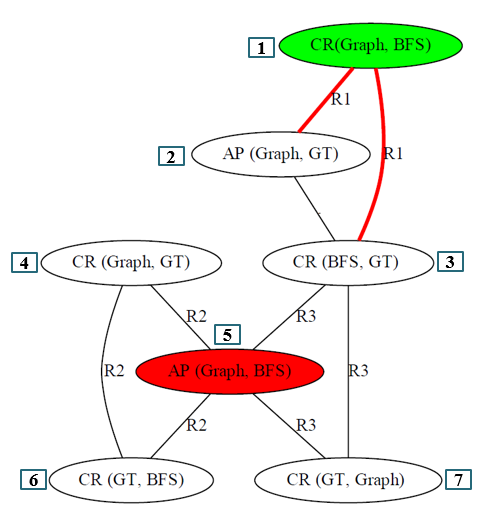 1
CR(Graph, BFS)
R1
2
AP (Graph, GT)
R1
4
CR (Graph, GT)
CR (BFS, GT)
3
R2
5
R3
R2
AP (Graph, BFS)
R3
R2
R3
6
CR (GT, BFS)
CR (GT, Graph)
7